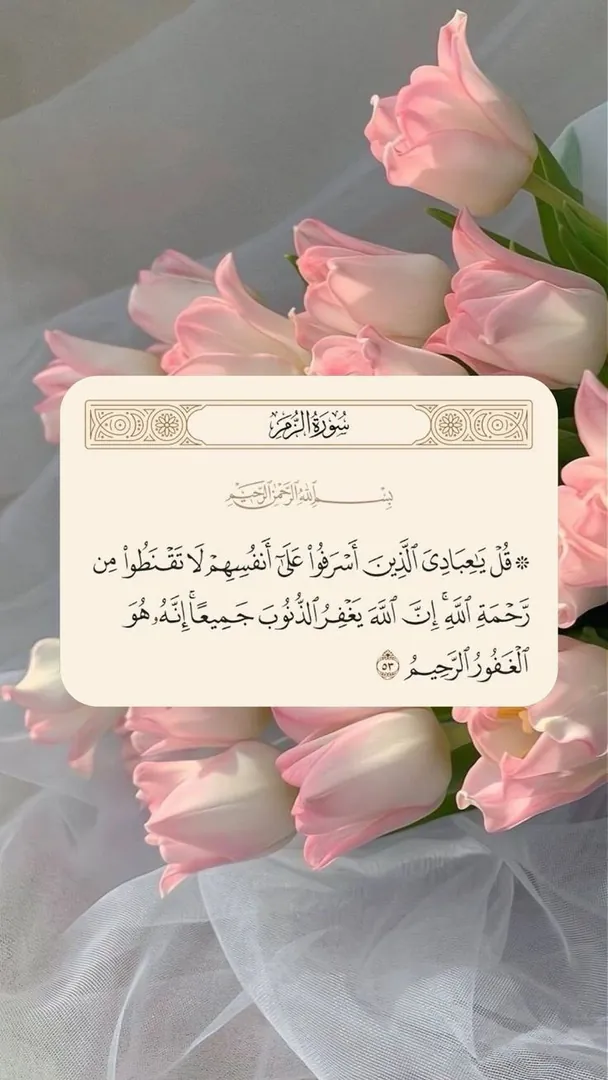 سُورَةُ الزُّمَرِ
بِسْمِ اللَّهِ الرَّحْمَٰنِ الرَّحِيمِ
۞ قُلْ يَٰعِبَادِىَ ٱلَّذِينَ أَسْرَفُوا۟ عَلَىٰٓ أَنفُسِهِمْ لَا تَقْنَطُوا۟ مِن
رَّحْمَةِ ٱللَّهِ ۚ إِنَّ ٱللَّهَ يَغْفِرُ ٱلذُّنُوبَ جَمِيعًا ۚ إِنَّهُۥ هُوَ
ٱلْغَفُورُ ٱلرَّحِيمُ ٥٣